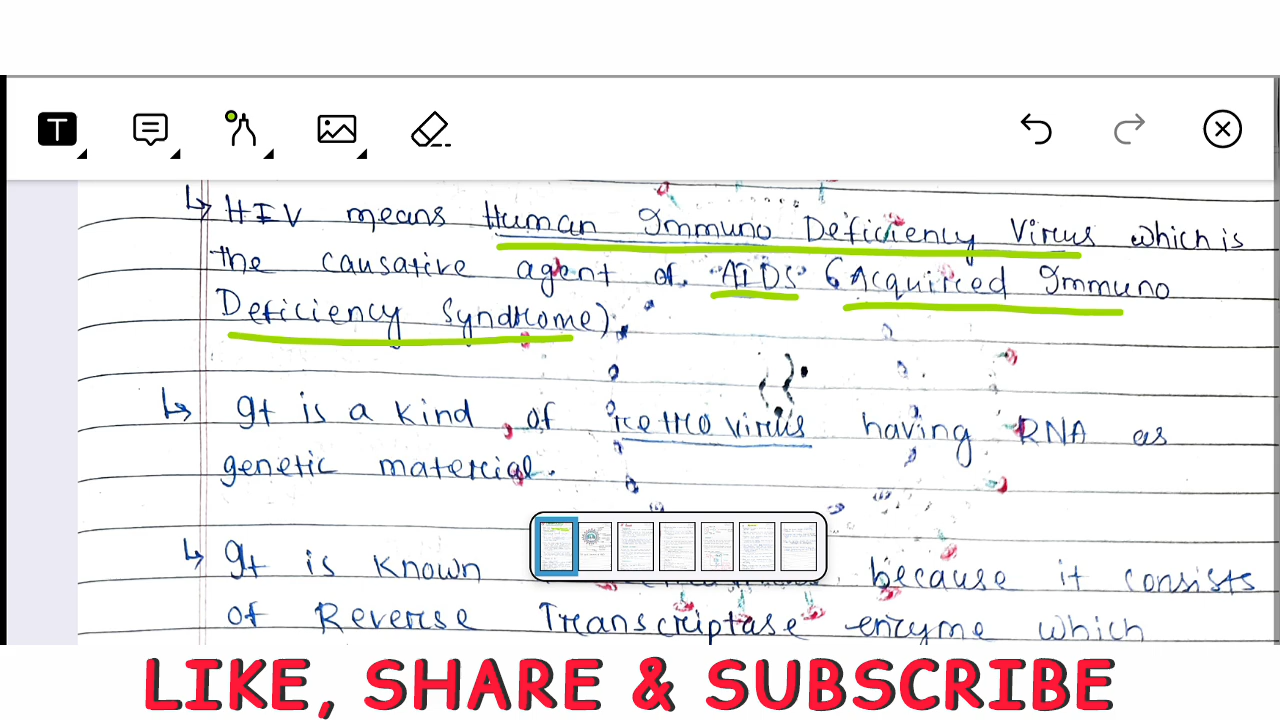 T
HIV means Human Immuno Deficiency Virus which is
the causative agent of AIDS (Acquired Immuno
Deficiency Syndrome).
It is a kind of retro virus having RNA as
genetic material.
It is known because it consists
of Reverse Transcriptase enzyme which
LIKE, SHARE & SUBSCRIBE